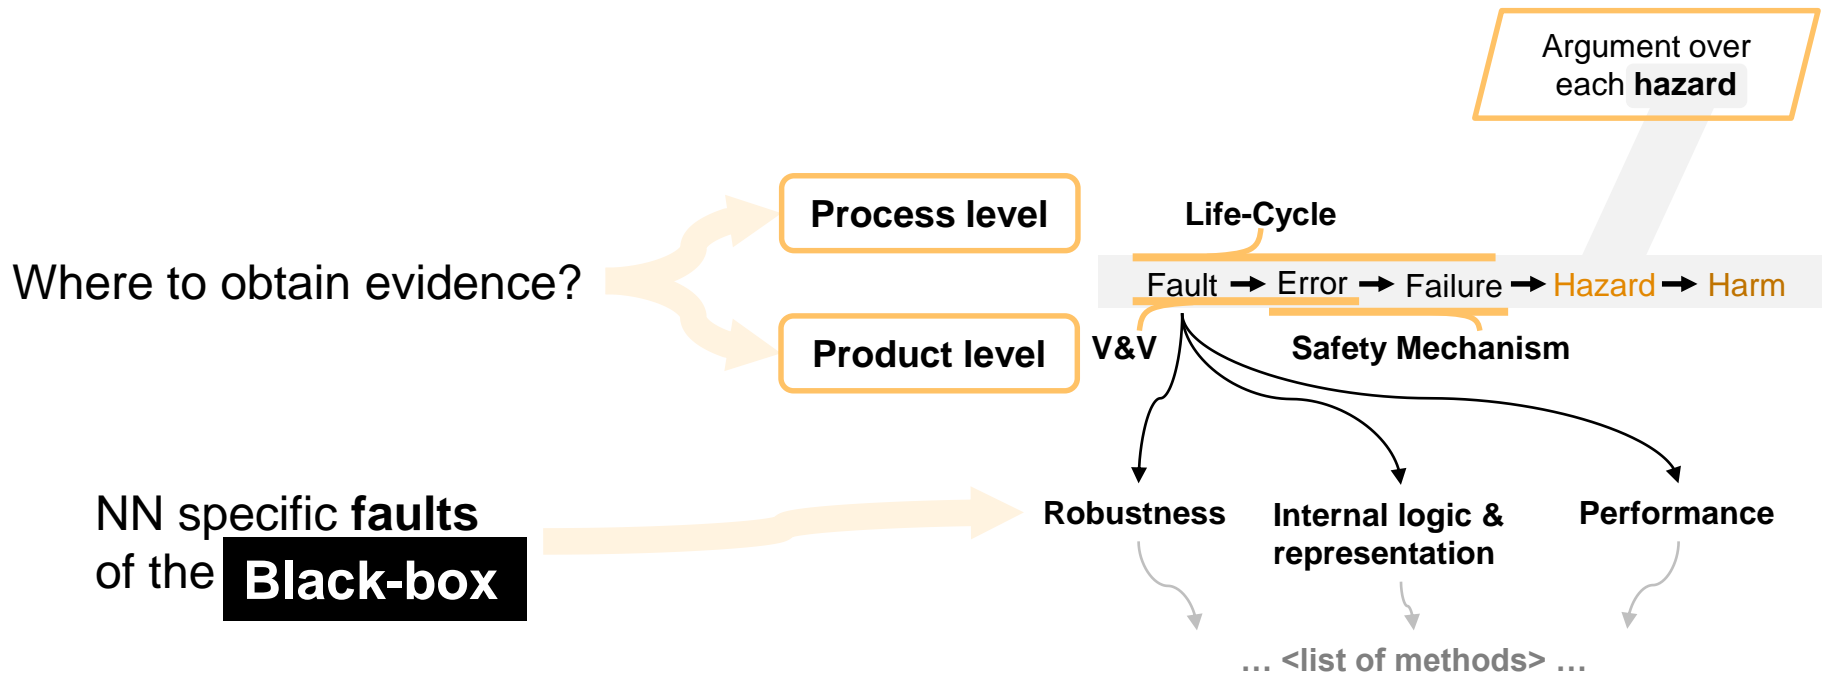 Argument over
each hazard
Process level
Life-Cycle
Where to obtain evidence?
Fault Error Failure Hazard Harm
Product level
V&V
Safety Mechanism
NN specific faults
of the Black-box
Robustness
Internal logic &
representation
Performance
... <list of methods> ...